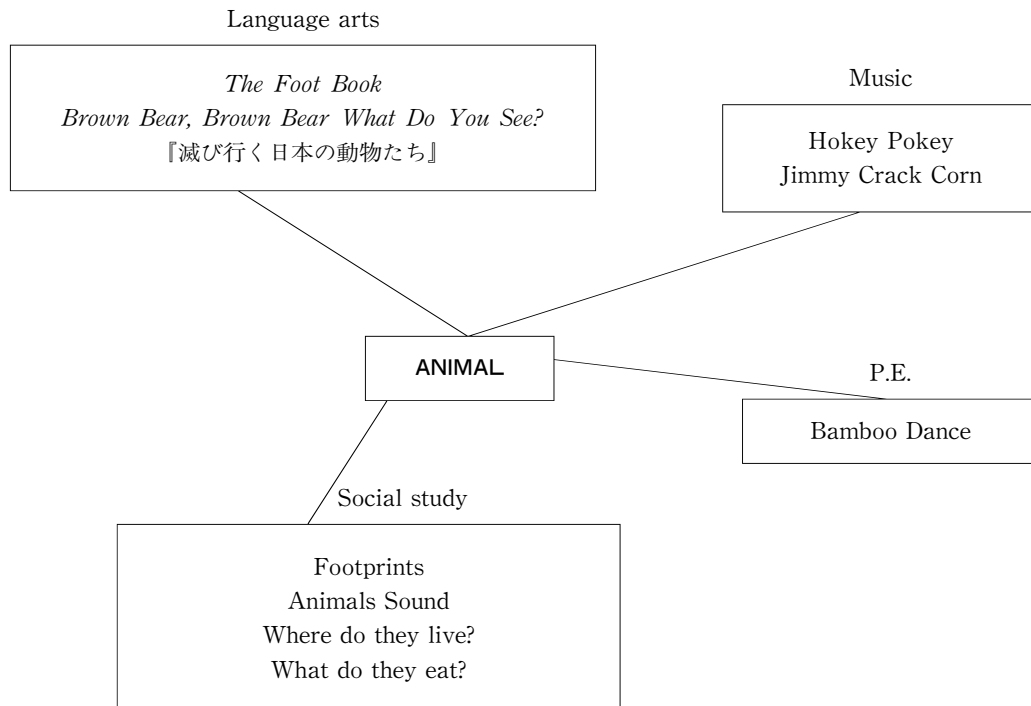 Language arts
The Foot Book
Brown Bear, Brown Bear What Do You See?
『滅び行く日本の動物たち』
Music
Hokey Pokey
Jimmy Crack Corn
ANIMAL
P.E.
Bamboo Dance
Social study
Footprints
Animals Sound
Where do they live?
What do they eat?